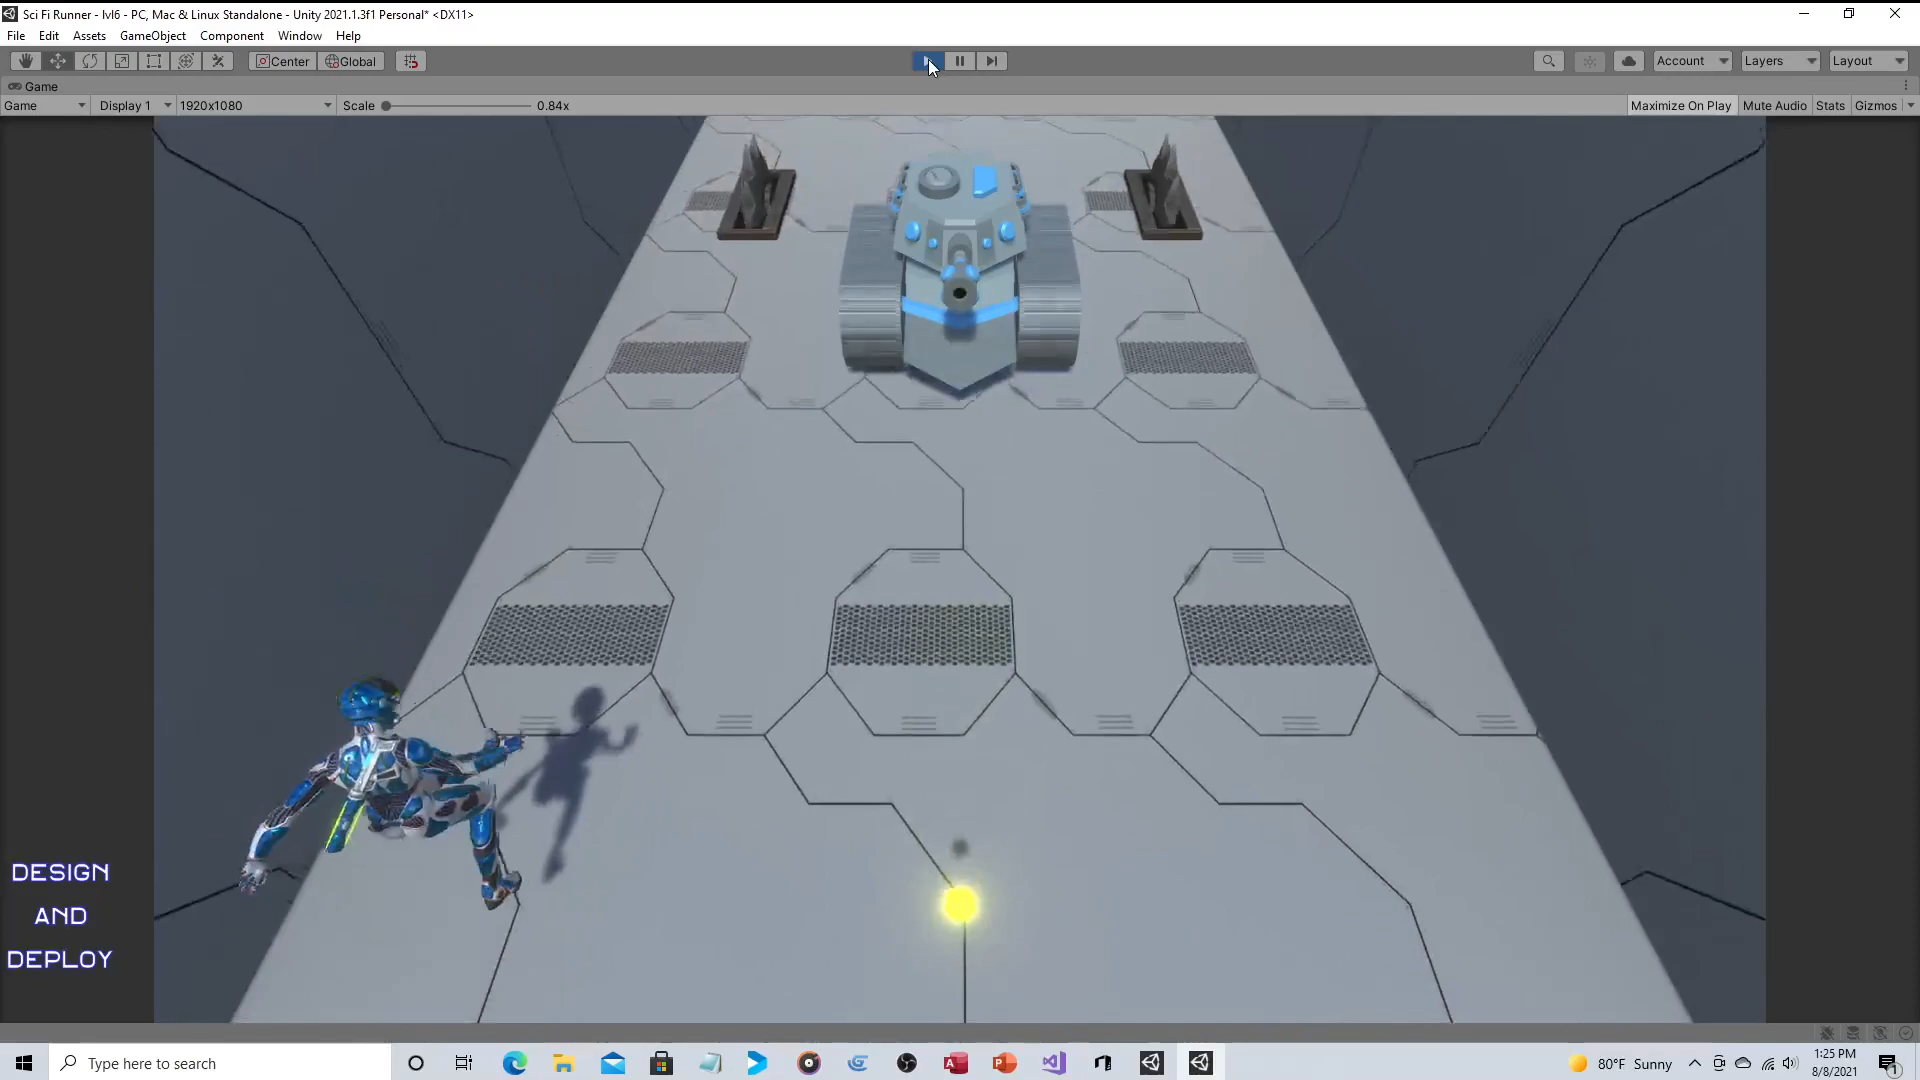 Sci Fi Runner - lvl6 - PC, Mac & Linux Standalone - Unity 2021.1.3f1 Personal* <DX11>
File Edit Assets GameObject Component Window Help
Center Global Account Layers Layout
Game
Game Display 1 1920x1080 Scale 0.84x Maximize On Play Mute Audio Stats Gizmos
DESIGN
AND
DEPLOY
Type here to search
80°F Sunny
1:25 PM
8/8/2021
1